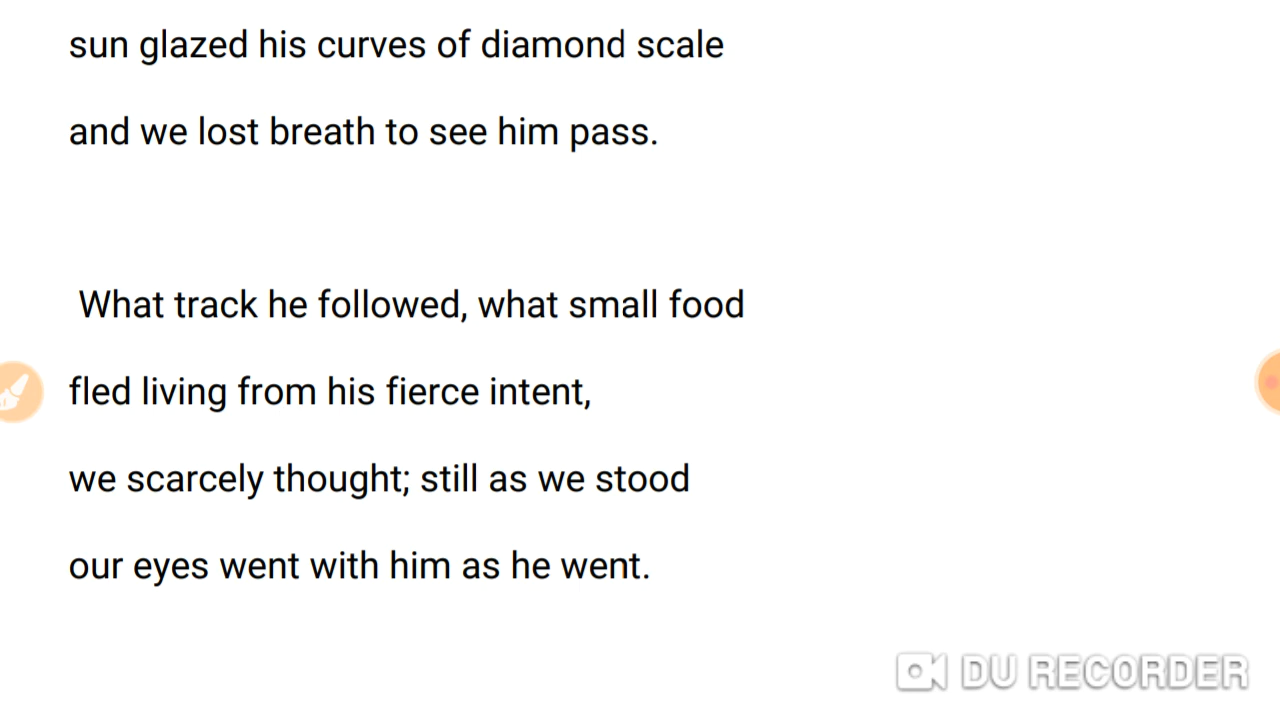 sun glazed his curves of diamond scale
and we lost breath to see him pass.
What track he followed, what small food
fled living from his fierce intent,
we scarcely thought; still as we stood
our eyes went with him as he went.
DU RECORDER